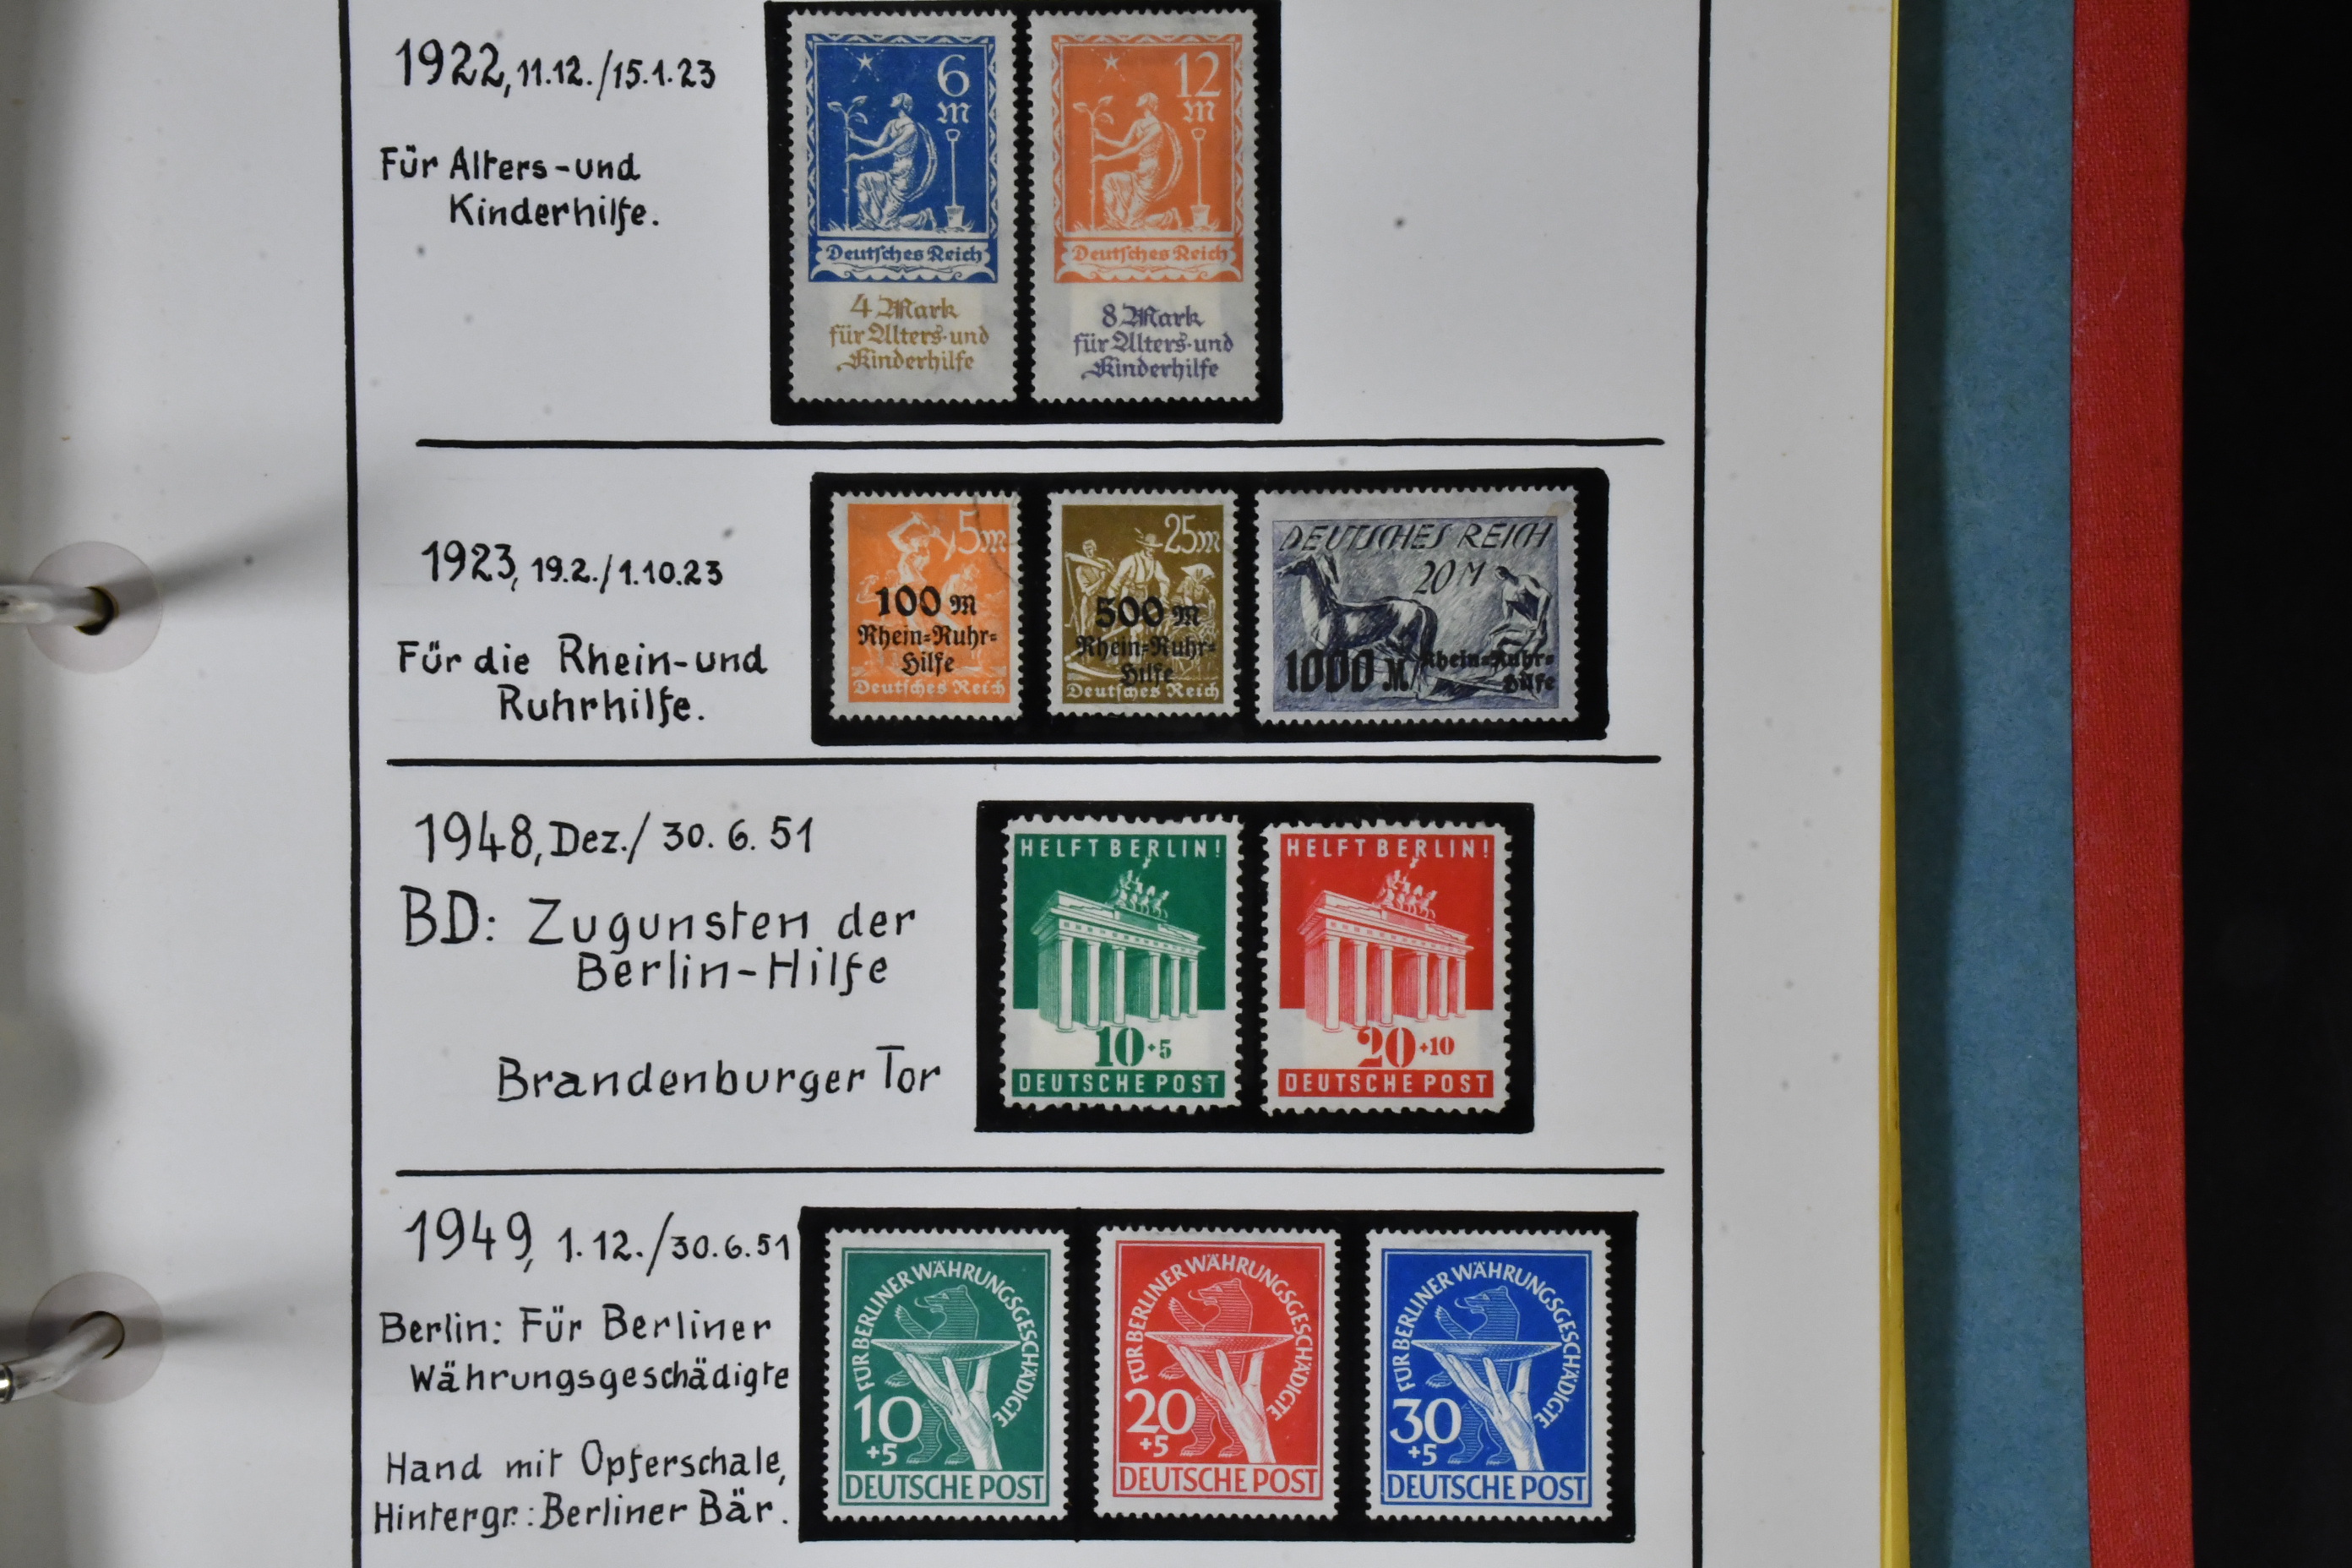 1922, 11.12./15.1.23
Für Alters-und
Kinderhilfe.
6
M
Deutsches Reich
4 Mark
für Alters-und
Kinderhilfe
12
M
Deutsches Reich
8 Mark
für Alters-und
Kinderhilfe
1923, 19.2./1.10.23
Für die Rhein-und
Ruhrhilfe.
5M
100 M
Rhein=Ruhr=
Hilfe
Deutsches Reich
25M
500 M
Rhein=Ruhr=
Hilfe
Deutsches Reich
DEUTSCHES REICH
20 M
1000 M
Rhein=Ruhr=
Hilfe
1948, Dez./ 30.6.51
BD: Zugunsten der
Berlin-Hilfe
Brandenburger Tor
HELFT BERLIN!
10+5
DEUTSCHE POST
HELFT BERLIN!
20+10
DEUTSCHE POST
1949, 1.12./30.6.51
Berlin: Für Berliner
Währungsgeschädigte
Hand mit Opferschale,
Hintergr.: Berliner Bär.
FÜR BERLINER WÄHRUNGSGESCHÄDIGTE
10
+5
DEUTSCHE POST
FÜR BERLINER WÄHRUNGSGESCHÄDIGTE
20
+5
DEUTSCHE POST
FÜR BERLINER WÄHRUNGSGESCHÄDIGTE
30
+5
DEUTSCHE POST